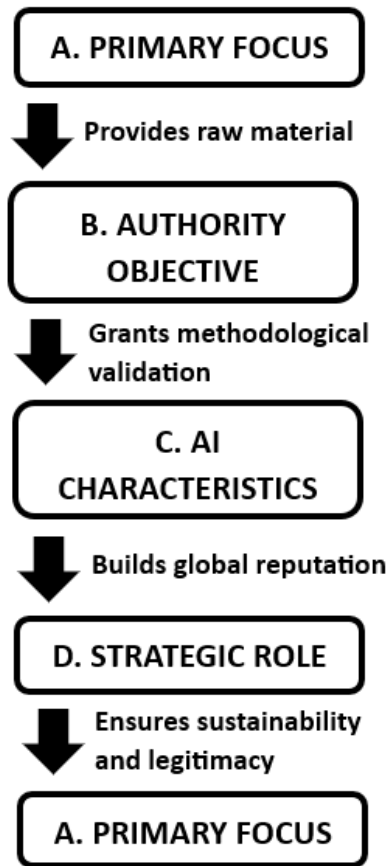 A. PRIMARY FOCUS
Provides raw material
B. AUTHORITY
OBJECTIVE
Grants methodological
validation
C. AI
CHARACTERISTICS
Builds global reputation
D. STRATEGIC ROLE
Ensures sustainability
and legitimacy
A. PRIMARY FOCUS